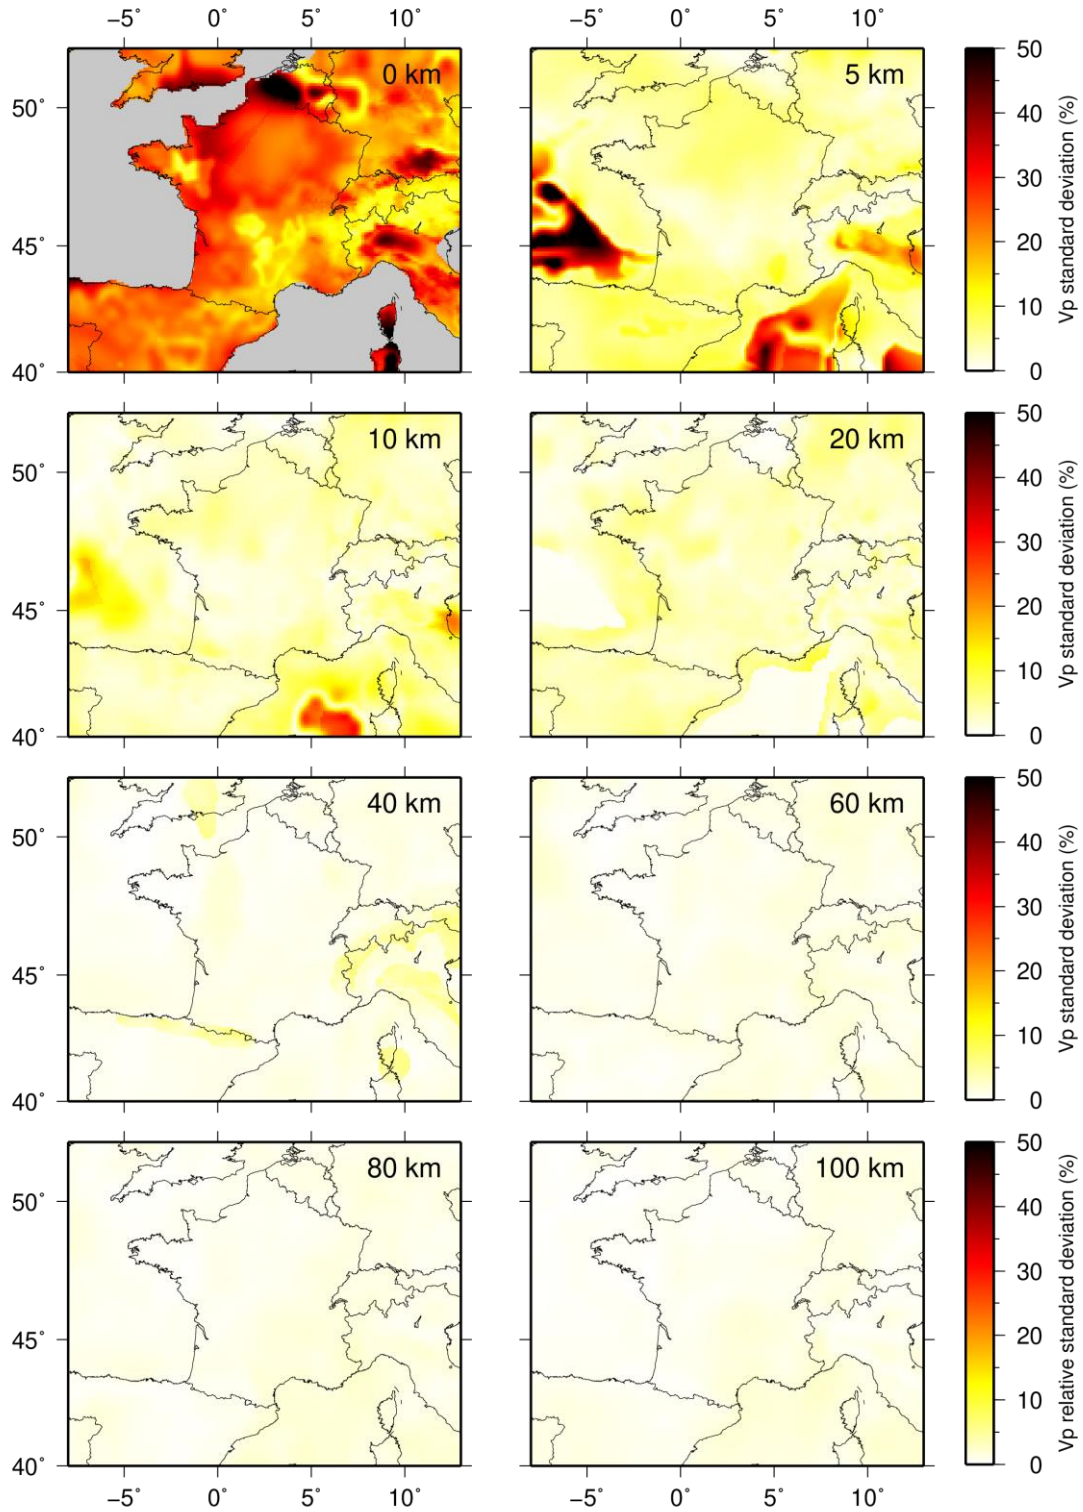 −5˚ 0˚ 5˚ 10˚ −5˚ 0˚ 5˚ 10˚
0 km
5 km
50˚
45˚
40˚
50
40
30
20
10
0
Vp standard deviation (%)
10 km
20 km
50˚
45˚
40˚
50
40
30
20
10
0
Vp standard deviation (%)
40 km
60 km
50˚
45˚
40˚
50
40
30
20
10
0
Vp standard deviation (%)
80 km
100 km
50˚
45˚
40˚
50
40
30
20
10
0
Vp relative standard deviation (%)
−5˚ 0˚ 5˚ 10˚ −5˚ 0˚ 5˚ 10˚